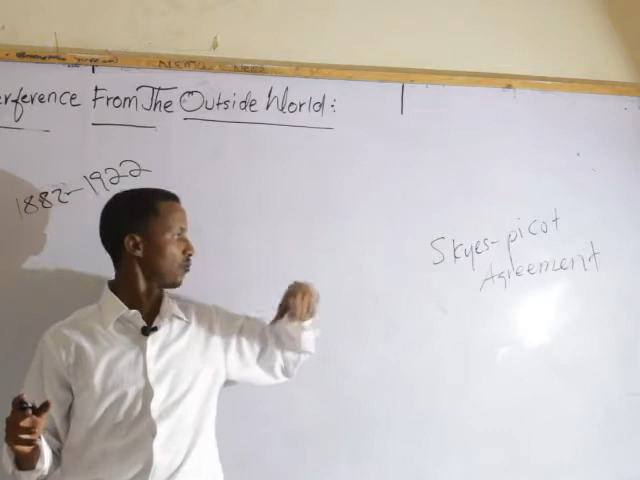 erference From The Outside World:
1882-1922
Skyes-picot
Agreement